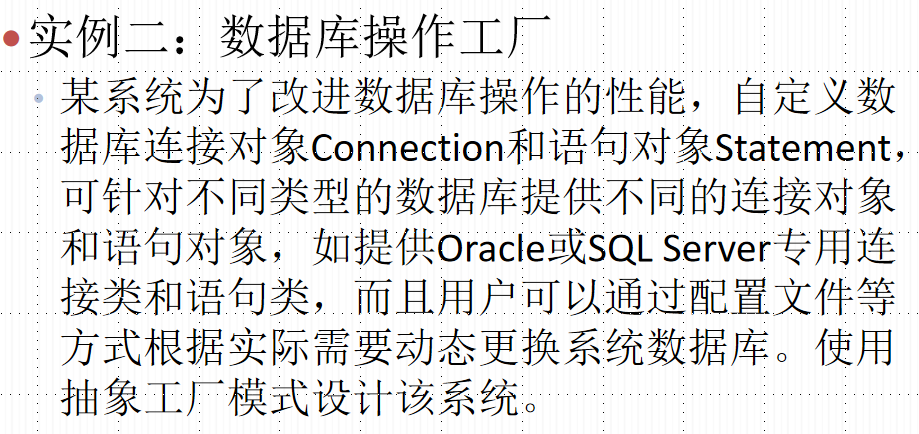 实例二：数据库操作工厂
某系统为了改进数据库操作的性能，自定义数
据库连接对象Connection和语句对象Statement，
可针对不同类型的数据库提供不同的连接对象
和语句对象，如提供Oracle或SQL Server专用连
接类和语句类，而且用户可以通过配置文件等
方式根据实际需要动态更换系统数据库。使用
抽象工厂模式设计该系统。